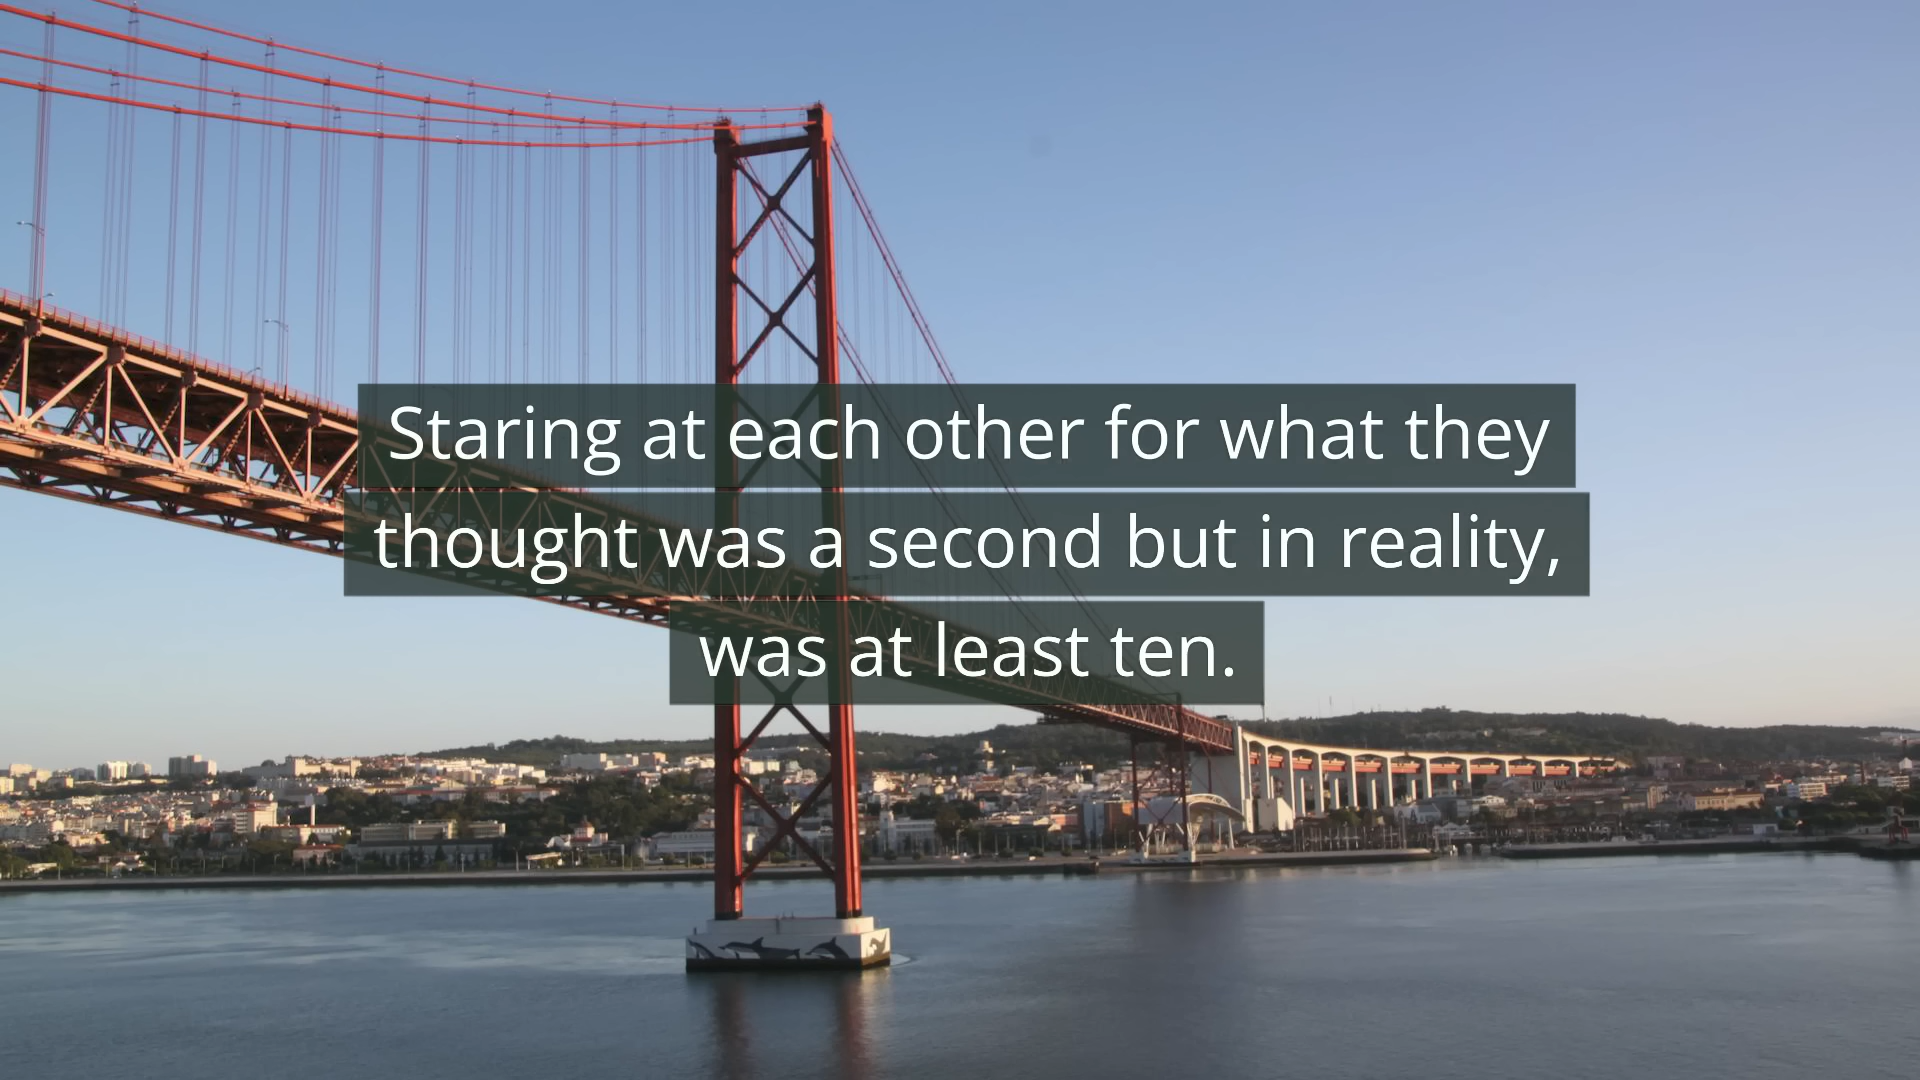 Staring at each other for what they
thought was a second but in reality,
was at least ten.